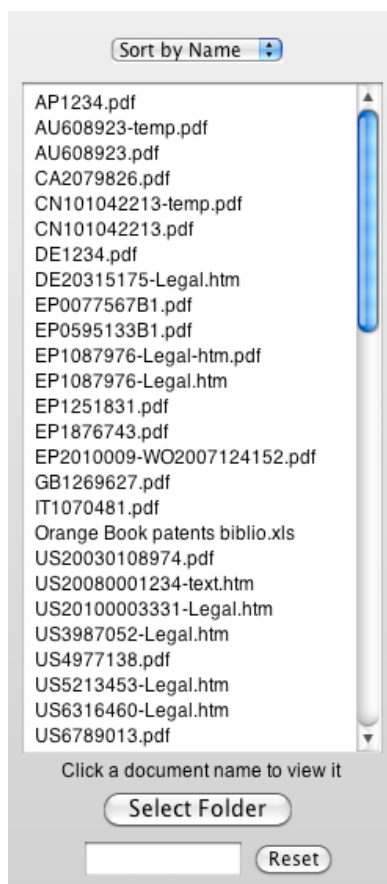 Sort by Name
AP1234.pdf
AU608923-temp.pdf
AU608923.pdf
CA2079826.pdf
CN101042213-temp.pdf
CN101042213.pdf
DE1234.pdf
DE20315175-Legal.htm
EP0077567B1.pdf
EP0595133B1.pdf
EP1087976-Legal-htm.pdf
EP1087976-Legal.htm
EP1251831.pdf
EP1876743.pdf
EP2010009-WO2007124152.pdf
GB1269627.pdf
IT1070481.pdf
Orange Book patents biblio.xls
US20030108974.pdf
US20080001234-text.htm
US20100003331-Legal.htm
US3987052-Legal.htm
US4977138.pdf
US5213453-Legal.htm
US6316460-Legal.htm
US6789013.pdf
Click a document name to view it
Select Folder
Reset